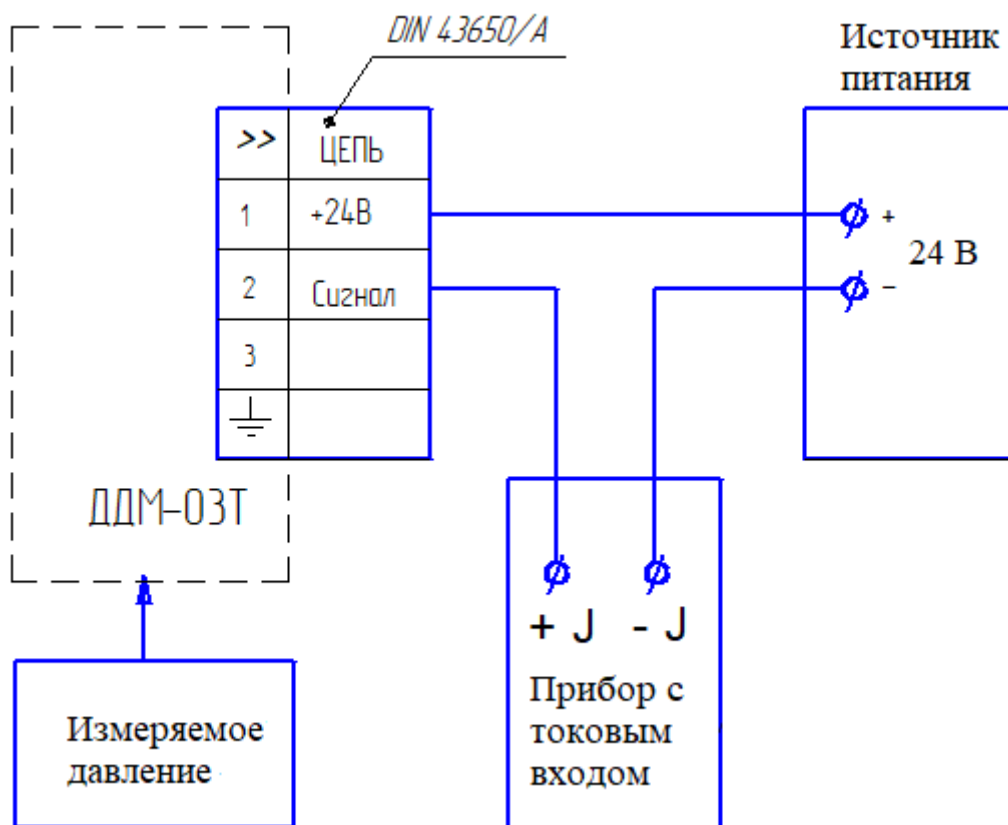 DIN 43650/А
Источник
питания
>> ЦЕПЬ
1 +24В
+
24 В
2 Сигнал
-
3
ДДМ-03Т
+ J - J
Прибор с
токовым
входом
Измеряемое
давление